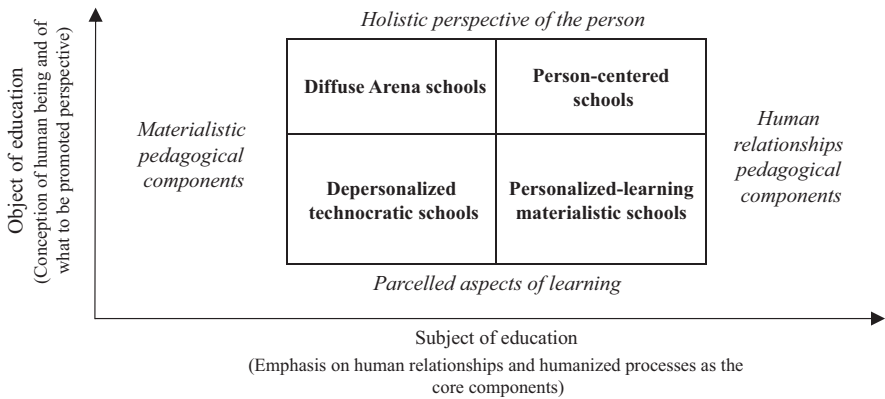 Holistic perspective of the person
Object of education
(Conception of human being and of
what to be promoted perspective)
Diffuse Arena schools
Person-centered
schools
Materialistic
pedagogical
components
Human
relationships
pedagogical
components
Depersonalized
technocratic schools
Personalized-learning
materialistic schools
Parcelled aspects of learning
Subject of education
(Emphasis on human relationships and humanized processes as the
core components)